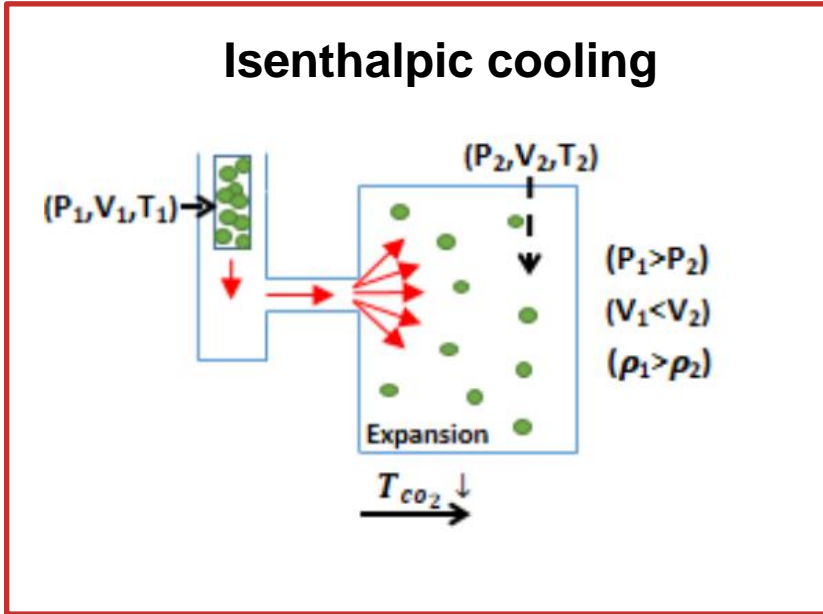 Isenthalpic cooling
(P₂,V₂,T₂)
(P₁,V₁,T₁)
(P₁>P₂)
(V₁<V₂)
(ρ₁>ρ₂)
Expansion
T_co₂ ↓